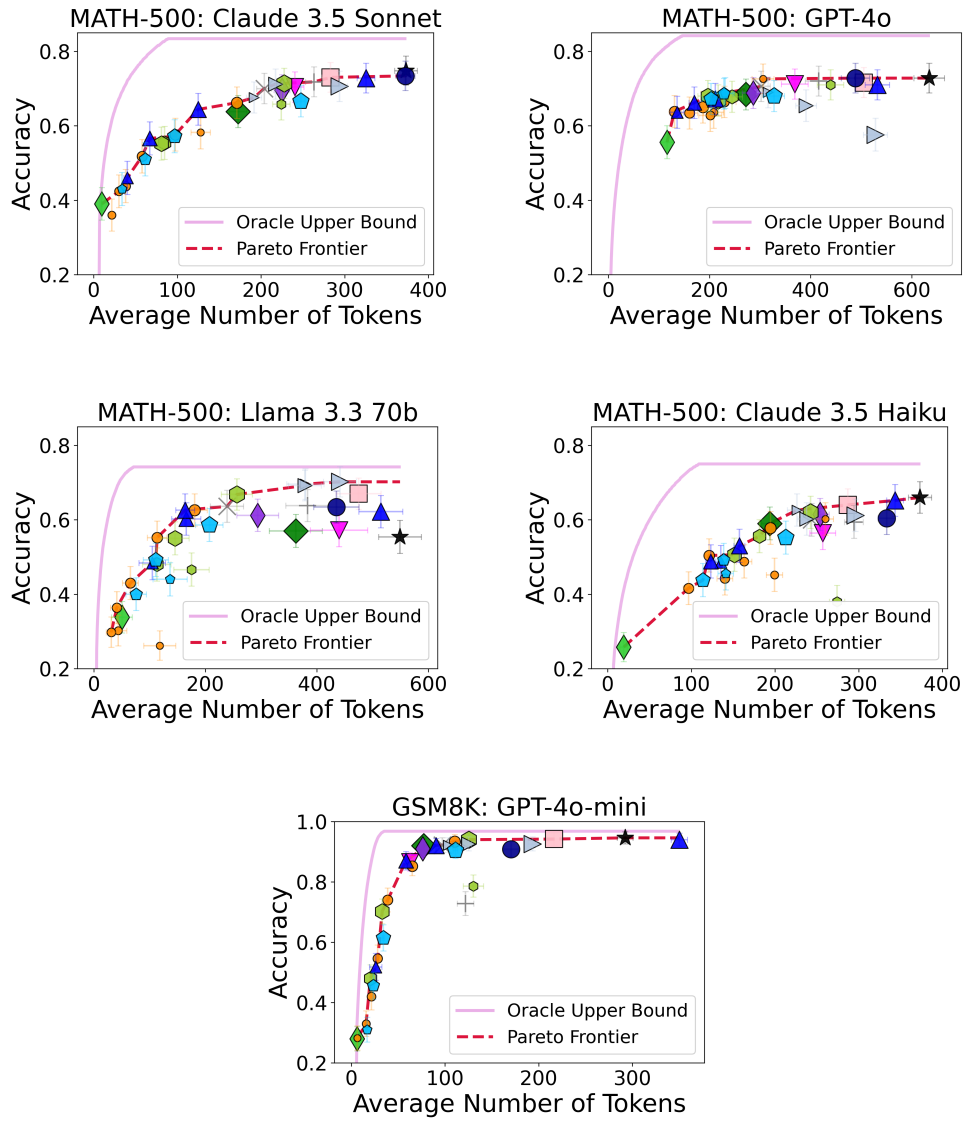 MATH-500: Claude 3.5 Sonnet
0.8
0.6
0.4
0.2
Accuracy
Oracle Upper Bound
Pareto Frontier
0 100 200 300 400
Average Number of Tokens
MATH-500: GPT-4o
0.8
0.6
0.4
0.2
Accuracy
Oracle Upper Bound
Pareto Frontier
0 200 400 600
Average Number of Tokens
MATH-500: Llama 3.3 70b
0.8
0.6
0.4
0.2
Accuracy
Oracle Upper Bound
Pareto Frontier
0 200 400 600
Average Number of Tokens
MATH-500: Claude 3.5 Haiku
0.8
0.6
0.4
0.2
Accuracy
Oracle Upper Bound
Pareto Frontier
0 100 200 300 400
Average Number of Tokens
GSM8K: GPT-4o-mini
1.0
0.8
0.6
0.4
0.2
Accuracy
Oracle Upper Bound
Pareto Frontier
0 100 200 300
Average Number of Tokens